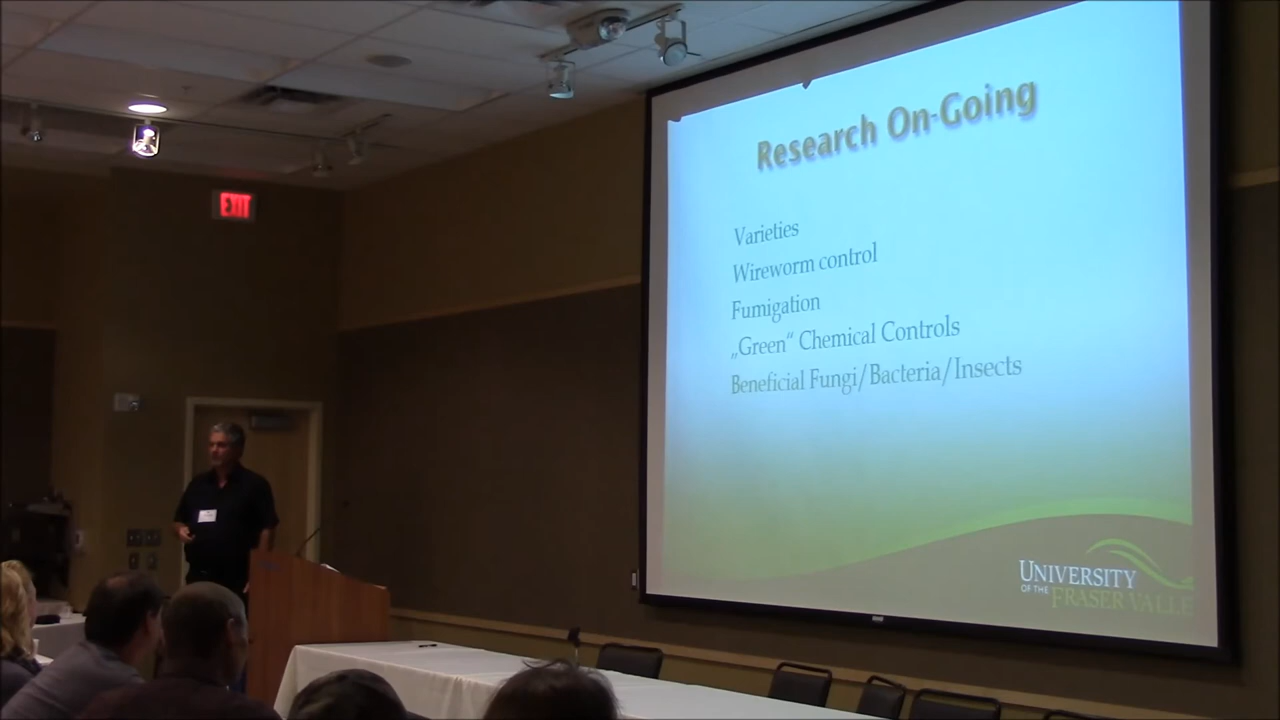 EXIT
Research On-Going
Varieties
Wireworm control
Fumigation
„Green“ Chemical Controls
Beneficial Fungi/Bacteria/Insects
UNIVERSITY
OF THE
FRASER VALLE